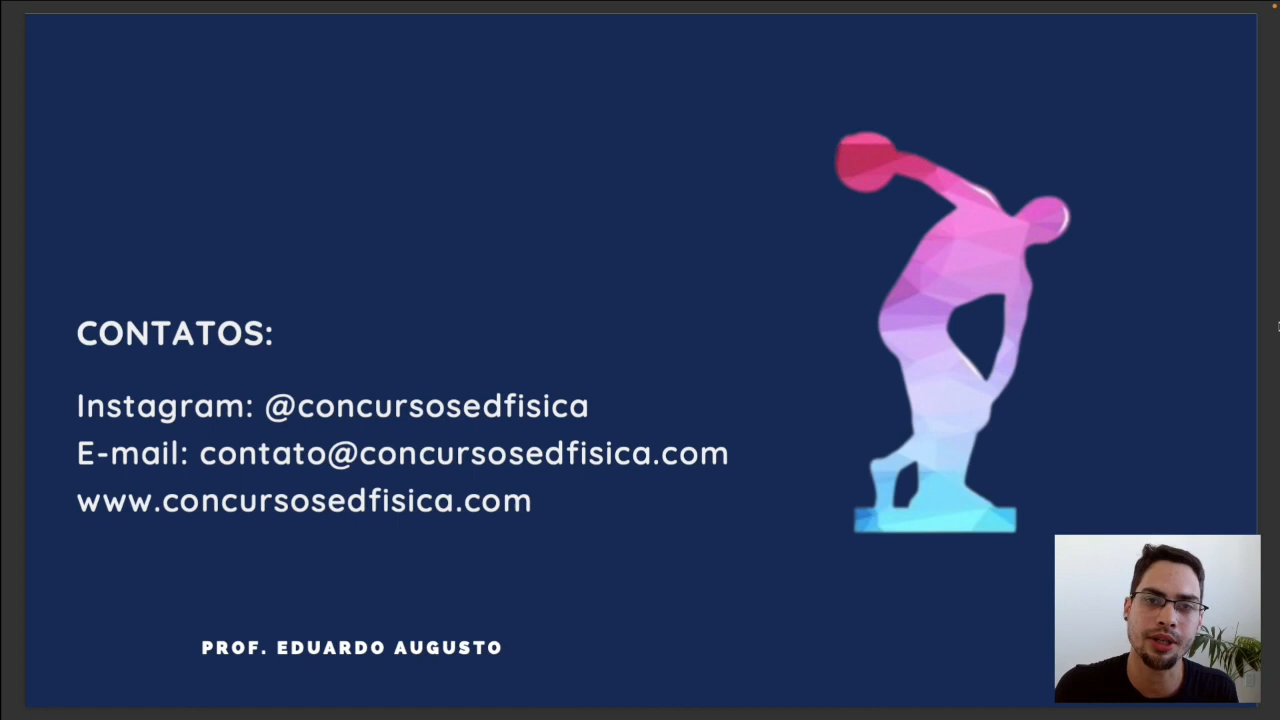 CONTATOS:
Instagram: @concursosedfisica
E-mail: contato@concursosedfisica.com
www.concursosedfisica.com
PROF. EDUARDO AUGUSTO